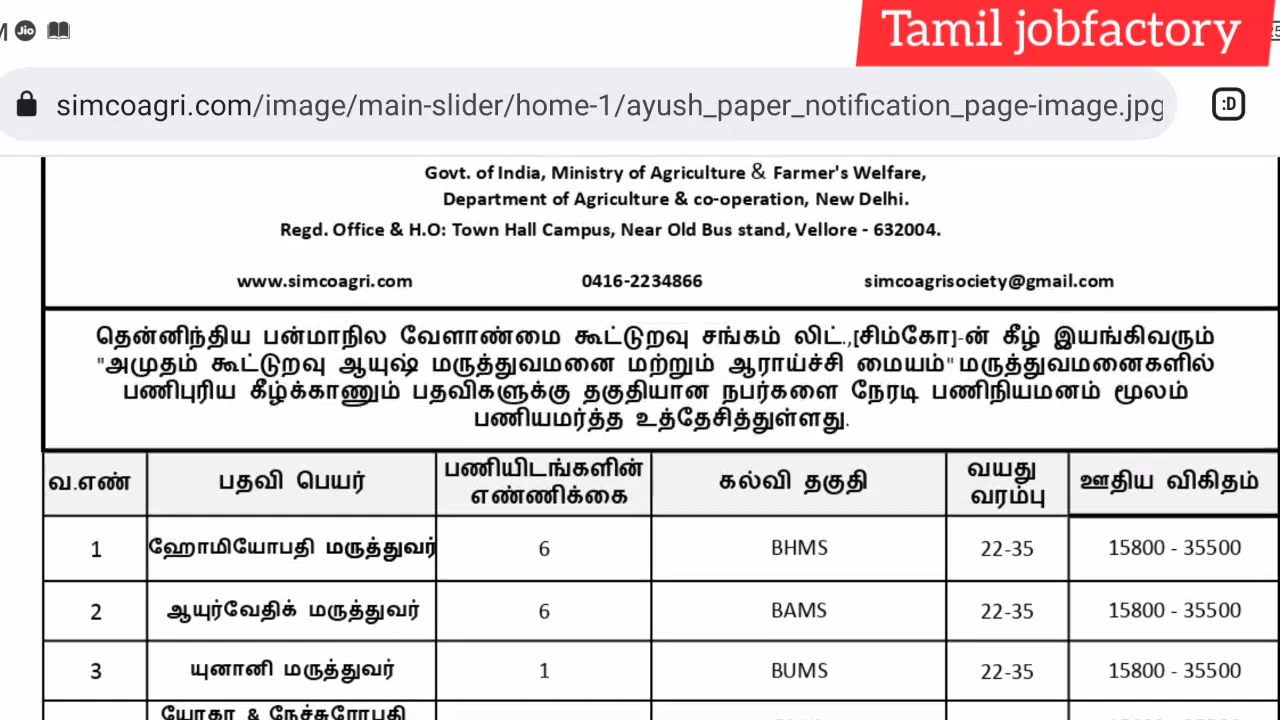 M Jio
Tamil jobfactory
simcoagri.com/image/main-slider/home-1/ayush_paper_notification_page-image.jpg
:D
Govt. of India, Ministry of Agriculture & Farmer's Welfare,
Department of Agriculture & co-operation, New Delhi.
Regd. Office & H.O: Town Hall Campus, Near Old Bus stand, Vellore - 632004.
www.simcoagri.com 0416-2234866 simcoagrisociety@gmail.com
தென்னிந்திய பன்மாநில வேளாண்மை கூட்டுறவு சங்கம் லிட்.,[சிம்கோ]-ன் கீழ் இயங்கிவரும்
"அமுதம் கூட்டுறவு ஆயுஷ் மருத்துவமனை மற்றும் ஆராய்ச்சி மையம்" மருத்துவமனைகளில்
பணிபுரிய கீழ்க்காணும் பதவிகளுக்கு தகுதியான நபர்களை நேரடி பணிநியமனம் மூலம்
பணியமர்த்த உத்தேசித்துள்ளது.
வ.எண் பதவி பெயர் பணியிடங்களின் எண்ணிக்கை கல்வி தகுதி வயது வரம்பு ஊதிய விகிதம்
1 ஹோமியோபதி மருத்துவர் 6 BHMS 22-35 15800 - 35500
2 ஆயுர்வேதிக் மருத்துவர் 6 BAMS 22-35 15800 - 35500
3 யுனானி மருத்துவர் 1 BUMS 22-35 15800 - 35500
யோகா & நேச்சுரோபதி